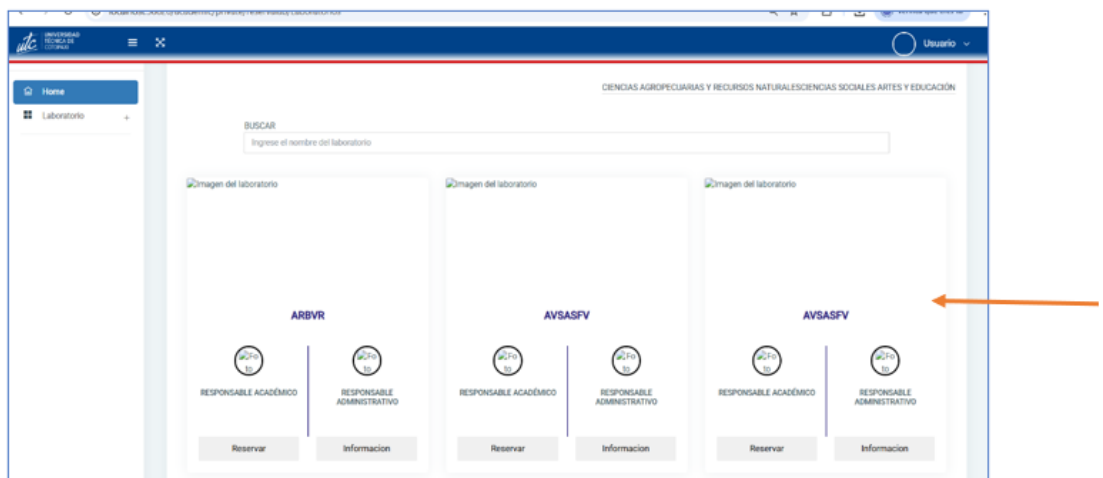 UNIVERSIDAD
TÉCNICA DE
COTOPAXI
Usuario
Home
Laboratorio +
CIENCIAS AGROPECUARIAS Y RECURSOS NATURALESCIENCIAS SOCIALES ARTES Y EDUCACIÓN
BUSCAR
Ingrese el nombre del laboratorio
Imagen del laboratorio Imagen del laboratorio Imagen del laboratorio
ARBVR AVSASFV AVSASFV
Fo Fo Fo Fo Fo Fo
to to to to to to
RESPONSABLE ACADÉMICO RESPONSABLE RESPONSABLE ACADÉMICO RESPONSABLE RESPONSABLE ACADÉMICO RESPONSABLE
ADMINISTRATIVO ADMINISTRATIVO ADMINISTRATIVO
Reservar Informacion Reservar Informacion Reservar Informacion